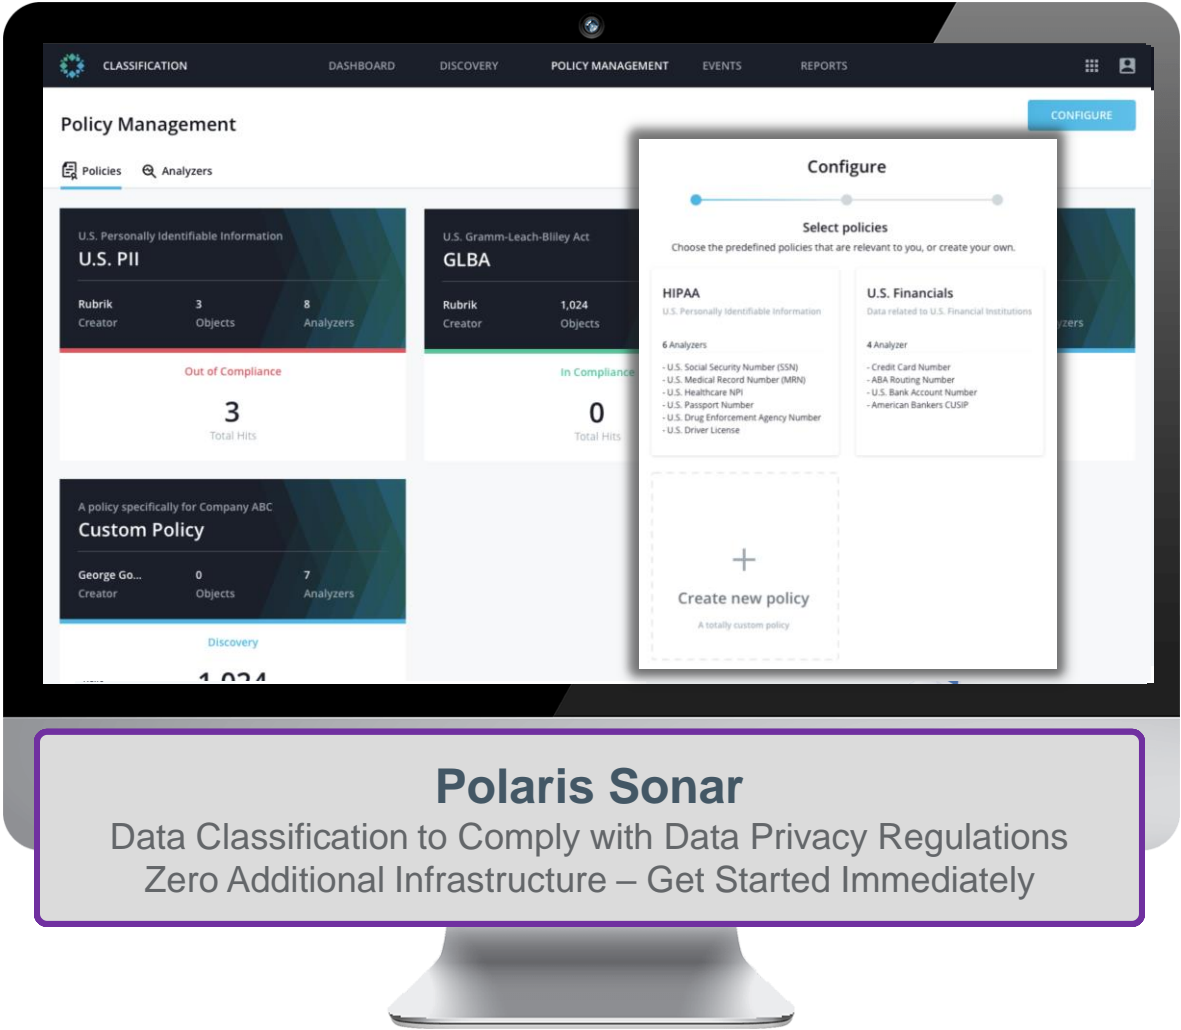 CLASSIFICATION DASHBOARD DISCOVERY POLICY MANAGEMENT EVENTS REPORTS
Policy Management
CONFIGURE
Policies Analyzers
U.S. Personally Identifiable Information
U.S. PII
Rubrik 3 8
Creator Objects Analyzers
Out of Compliance
3
Total Hits
U.S. Gramm-Leach-Bliley Act
GLBA
Rubrik 1,024
Creator Objects
In Compliance
0
Total Hits
yzers
A policy specifically for Company ABC
Custom Policy
George Go... 0 7
Creator Objects Analyzers
Discovery
1,024
Configure
Select policies
Choose the predefined policies that are relevant to you, or create your own.
HIPAA
U.S. Personally Identifiable Information
6 Analyzers
- U.S. Social Security Number (SSN)
- U.S. Medical Record Number (MRN)
- U.S. Healthcare NPI
- U.S. Passport Number
- U.S. Drug Enforcement Agency Number
- U.S. Driver License
U.S. Financials
Data related to U.S. Financial Institutions
4 Analyzer
- Credit Card Number
- ABA Routing Number
- U.S. Bank Account Number
- American Bankers CUSIP
+
Create new policy
A totally custom policy
Polaris Sonar
Data Classification to Comply with Data Privacy Regulations
Zero Additional Infrastructure – Get Started Immediately